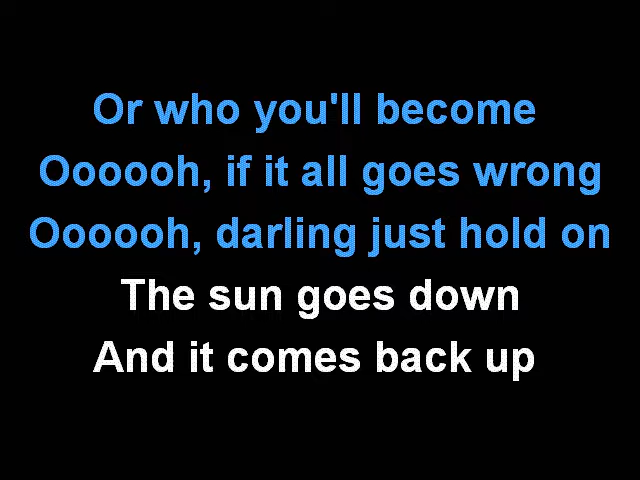 Or who you'll become
Oooooh, if it all goes wrong
Oooooh, darling just hold on
The sun goes down
And it comes back up